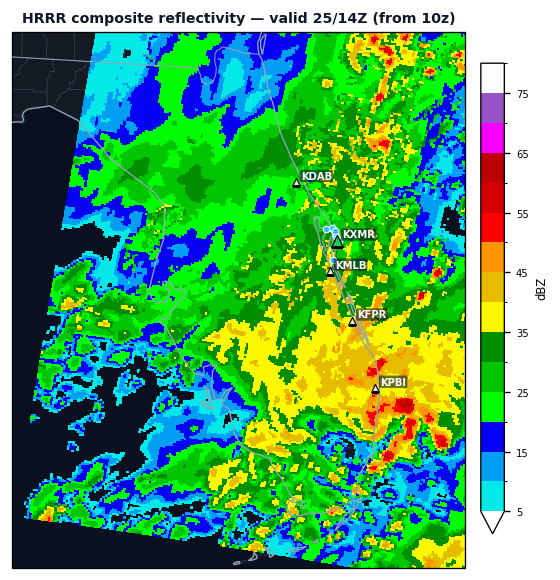 HRRR composite reflectivity — valid 25/14Z (from 10z)
KDAB
KXMR
KMLB
KFPR
KPBI
75
65
55
45
35
25
15
5
dBZ